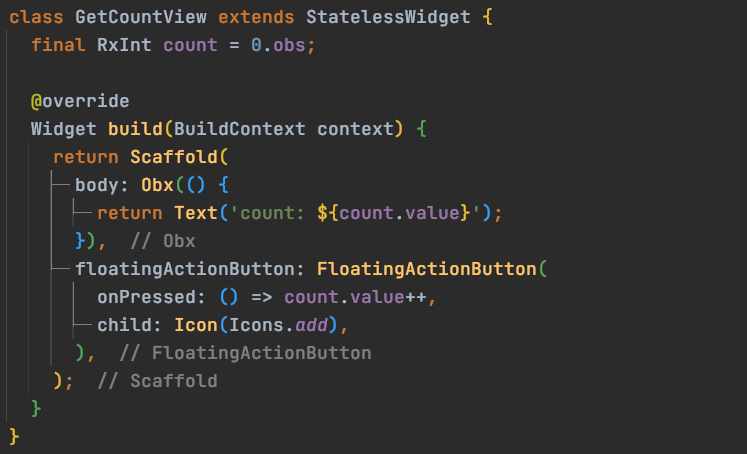 class GetCountView extends StatelessWidget {
  final RxInt count = 0.obs;

  @override
  Widget build(BuildContext context) {
    return Scaffold(
      body: Obx(() {
        return Text('count: ${count.value}');
      }),  // Obx
      floatingActionButton: FloatingActionButton(
        onPressed: () => count.value++,
        child: Icon(Icons.add),
      ),  // FloatingActionButton
    );  // Scaffold
  }
}